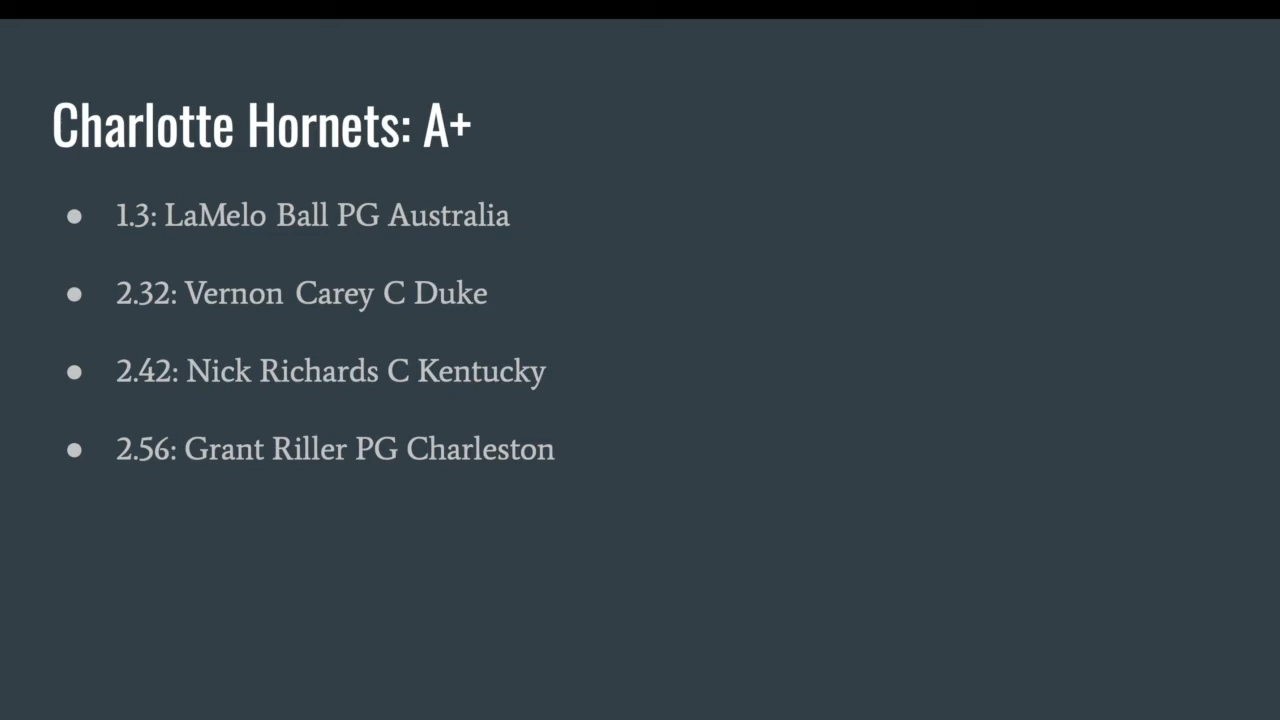 Charlotte Hornets: A+
● 1.3: LaMelo Ball PG Australia
● 2.32: Vernon Carey C Duke
● 2.42: Nick Richards C Kentucky
● 2.56: Grant Riller PG Charleston